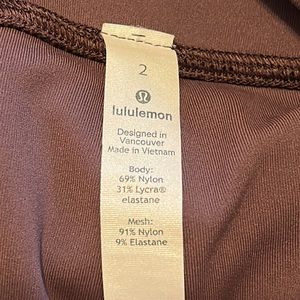 2
lululemon
Designed in
Vancouver
Made in Vietnam
Body:
69% Nylon
31% Lycra®
elastane
Mesh:
91% Nylon
9% Elastane